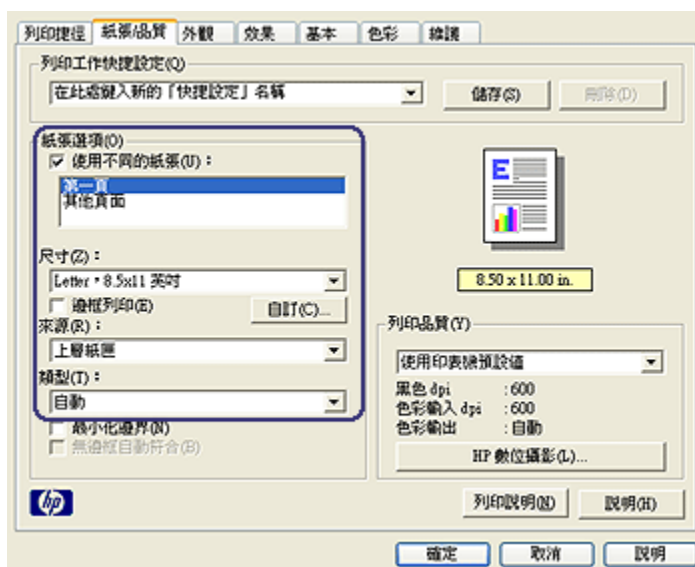 列印捷徑 紙張/品質 外觀 效果 基本 色彩 維護
列印工作快捷設定(Q)
在此處鍵入新的「快捷設定」名稱
儲存(S) 刪除(D)
紙張選項(O)
使用不同的紙張(U)：
第一頁
其他頁面
尺寸(Z)：
Letter，8.5x11 英吋
邊框列印(E)
自訂(C)...
來源(R)：
上層紙匣
類型(T)：
自動
最小化邊界(N)
無邊框自動符合(B)
E
8.50 x 11.00 in.
列印品質(Y)
使用印表機預設值
黑色 dpi :600
色彩輸入 dpi :600
色彩輸出 :自動
HP 數位攝影(L)...
hp
列印說明(N) 說明(H)
確定 取消 說明